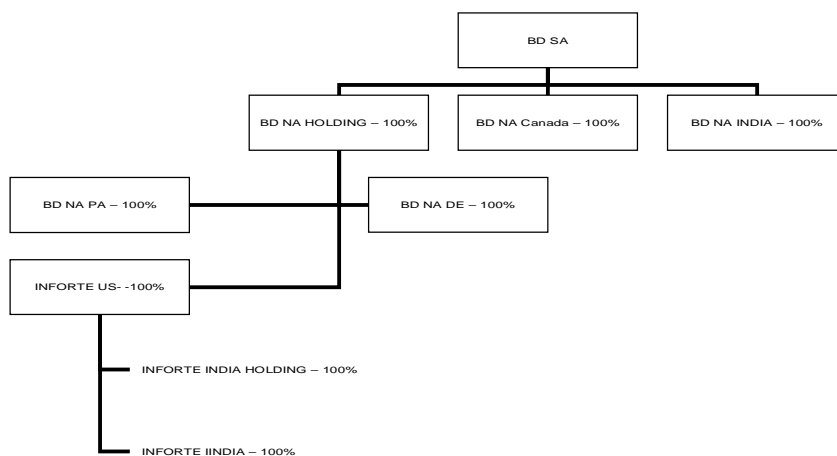 BD SA
BD NA HOLDING – 100%
BD NA Canada – 100%
BD NA INDIA – 100%
BD NA PA – 100%
BD NA DE – 100%
INFORTE US- -100%
INFORTE INDIA HOLDING – 100%
INFORTE IINDIA – 100%